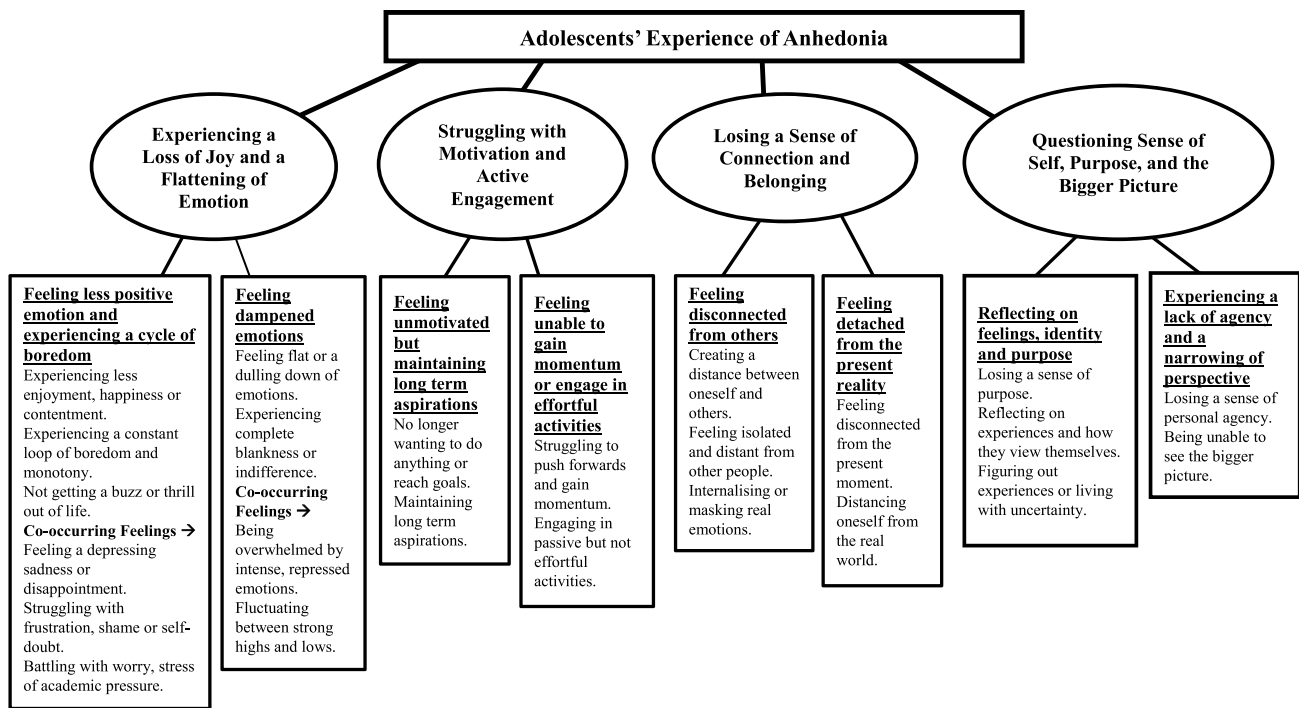 Adolescents’ Experience of Anhedonia
Experiencing a
Loss of Joy and a
Flattening of
Emotion
Struggling with
Motivation and
Active
Engagement
Losing a Sense of
Connection and
Belonging
Questioning Sense of
Self, Purpose, and the
Bigger Picture
Feeling less positive
emotion and
experiencing a cycle of
boredom
Experiencing less
enjoyment, happiness or
contentment.
Experiencing a constant
loop of boredom and
monotony.
Not getting a buzz or thrill
out of life.
Co-occurring Feelings →
Feeling a depressing
sadness or
disappointment.
Struggling with
frustration, shame or self-
doubt.
Battling with worry, stress
of academic pressure.
Feeling
dampened
emotions
Feeling flat or a
dulling down of
emotions.
Experiencing
complete
blankness or
indifference.
Co-occurring
Feelings →
Being
overwhelmed by
intense, repressed
emotions.
Fluctuating
between strong
highs and lows.
Feeling
unmotivated
but
maintaining
long term
aspirations
No longer
wanting to do
anything or
reach goals.
Maintaining
long term
aspirations.
Feeling
unable to
gain
momentum
or engage in
effortful
activities
Struggling to
push forwards
and gain
momentum.
Engaging in
passive but not
effortful
activities.
Feeling
disconnected
from others
Creating a
distance between
oneself and
others.
Feeling isolated
and distant from
other people.
Internalising or
masking real
emotions.
Feeling
detached
from the
present
reality
Feeling
disconnected
from the
present
moment.
Distancing
oneself from
the real
world.
Reflecting on
feelings, identity
and purpose
Losing a sense of
purpose.
Reflecting on
experiences and how
they view themselves.
Figuring out
experiences or living
with uncertainty.
Experiencing a
lack of agency
and a
narrowing of
perspective
Losing a sense of
personal agency.
Being unable to
see the bigger
picture.